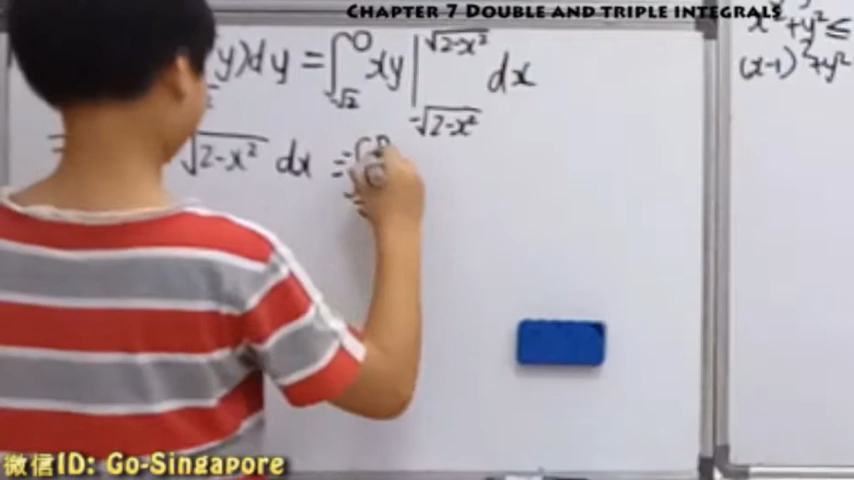 CHAPTER 7 DOUBLE AND TRIPLE INTEGRALS
y)dy = ∫_{-√2}^{0} xy |_{-√(2-x²)}^{√(2-x²)} dx
= √(2-x²) dx =
x²+y² ≤
(x-1)²+y²
微信ID: Go-Singapore